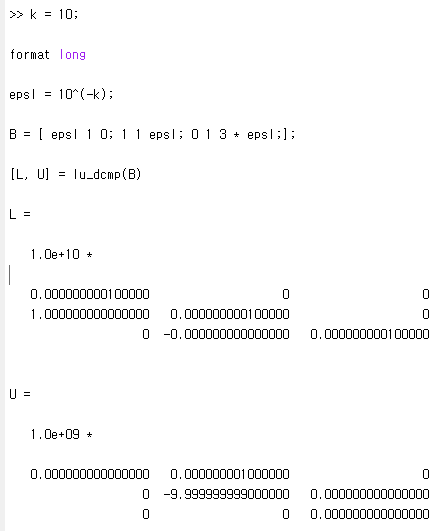 >> k = 10;
format long
epsl = 10^(-k);
B = [ epsl 1 0; 1 1 epsl; 0 1 3 * epsl;];
[L, U] = lu_dcmp(B)
L =
1.0e+10 *
0.000000000100000 0 0
1.000000000000000 0.000000000100000 0
0 -0.000000000000000 0.000000000100000
U =
1.0e+09 *
0.000000000000000 0.000000001000000 0
0 -9.999999999000000 0.000000000000000
0 0 0.000000000000000